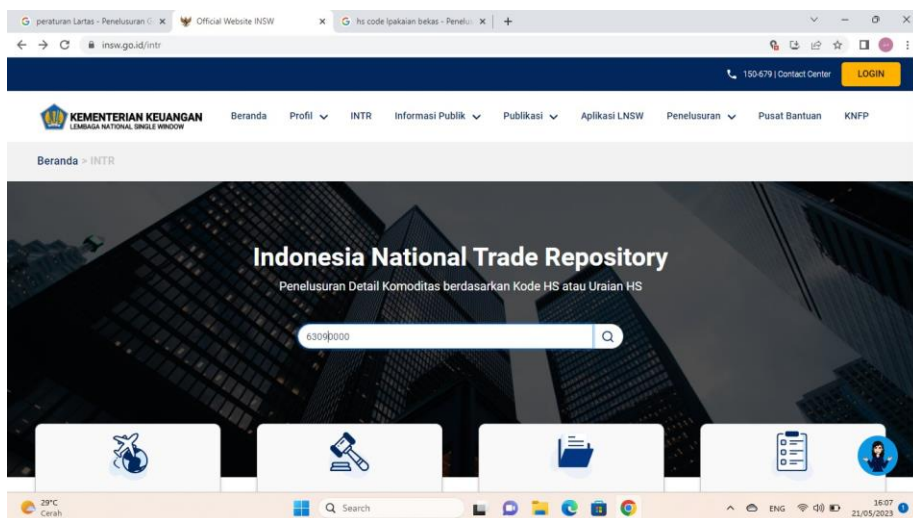 peraturan Lartas - Penelusuran G
Official Website INSW
hs code lpakaian bekas - Penelu
insw.go.id/intr
150-679 | Contact Center
LOGIN
KEMENTERIAN KEUANGAN
LEMBAGA NATIONAL SINGLE WINDOW
Beranda Profil INTR Informasi Publik Publikasi Aplikasi LNSW Penelusuran Pusat Bantuan KNFP
Beranda > INTR
Indonesia National Trade Repository
Penelusuran Detail Komoditas berdasarkan Kode HS atau Uraian HS
63090000
29°C
Cerah
Search
ENG
16:07
21/05/2023